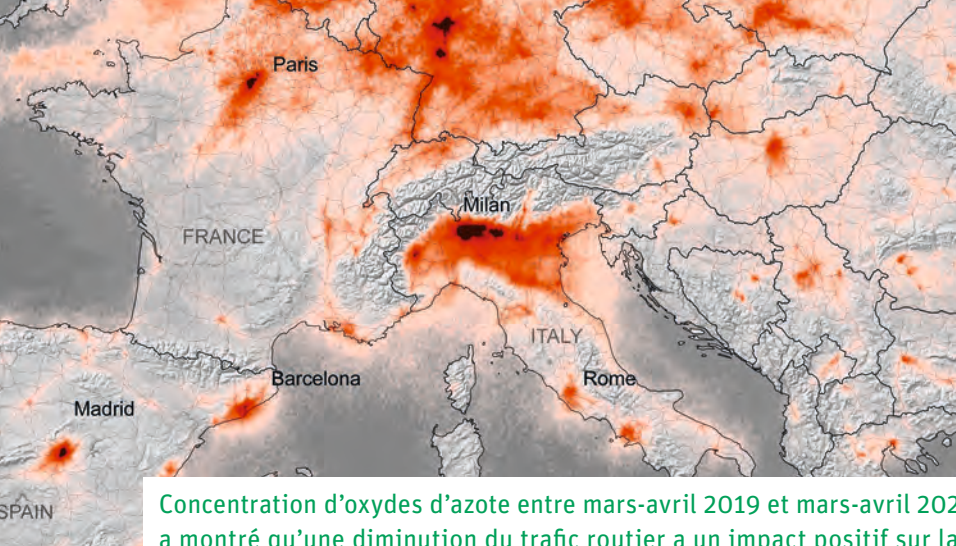 Paris
FRANCE
Milan
ITALY
Barcelona
Rome
Madrid
SPAIN
Concentration d'oxydes d'azote entre mars-avril 2019 et mars-avril 202
a montré qu'une diminution du trafic routier a un impact positif sur la